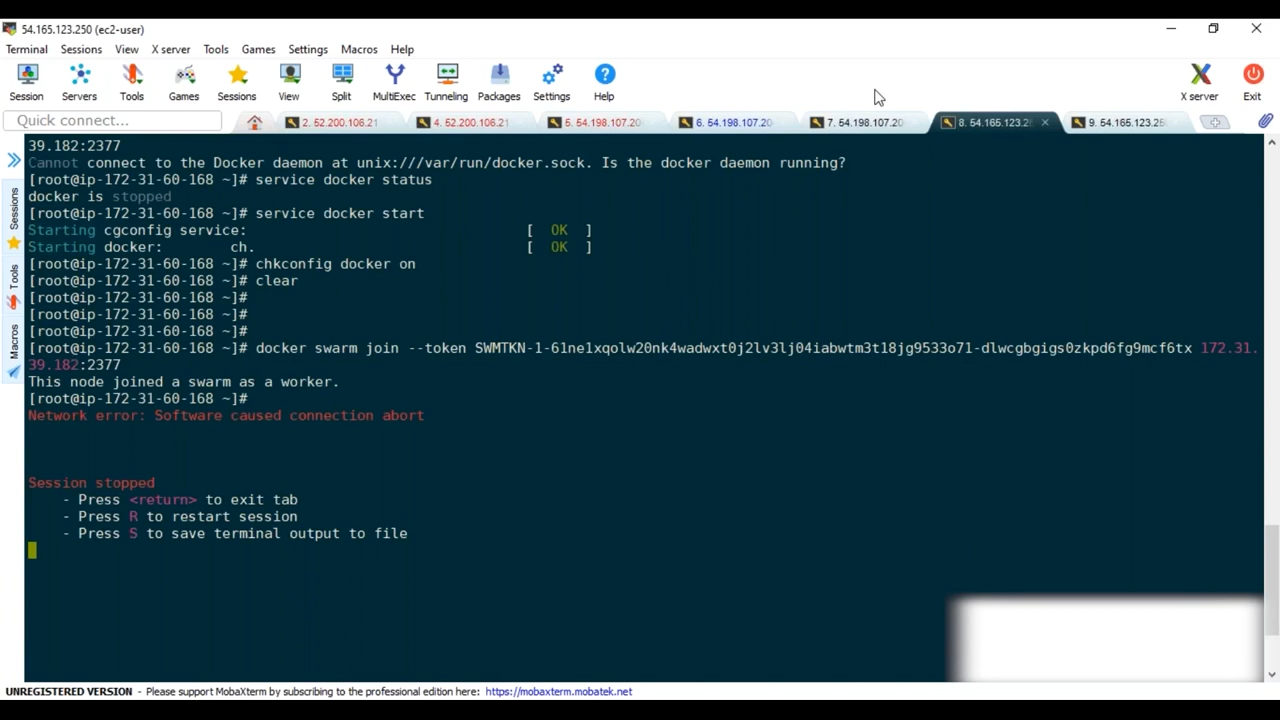 54.165.123.250 (ec2-user)
Terminal Sessions View X server Tools Games Settings Macros Help
Session Servers Tools Games Sessions View Split MultiExec Tunneling Packages Settings Help X server Exit
Quick connect... 2. 52.200.106.21 4. 52.200.106.21 5. 54.198.107.20 6. 54.198.107.20 7. 54.198.107.20 8. 54.165.123.2 9. 54.165.123.25
Sessions
Tools
Macros
39.182:2377
Cannot connect to the Docker daemon at unix:///var/run/docker.sock. Is the docker daemon running?
[root@ip-172-31-60-168 ~]# service docker status
docker is stopped
[root@ip-172-31-60-168 ~]# service docker start
Starting cgconfig service: [ OK ]
Starting docker: ch. [ OK ]
[root@ip-172-31-60-168 ~]# chkconfig docker on
[root@ip-172-31-60-168 ~]# clear
[root@ip-172-31-60-168 ~]#
[root@ip-172-31-60-168 ~]#
[root@ip-172-31-60-168 ~]#
[root@ip-172-31-60-168 ~]# docker swarm join --token SWMTKN-1-61ne1xqolw20nk4wadwxt0j2lv3lj04iabwtm3t18jg9533o71-dlwcgbgigs0zkpd6fg9mcf6tx 172.31.
39.182:2377
This node joined a swarm as a worker.
[root@ip-172-31-60-168 ~]#
Network error: Software caused connection abort
Session stopped
- Press <return> to exit tab
- Press R to restart session
- Press S to save terminal output to file
UNREGISTERED VERSION - Please support MobaXterm by subscribing to the professional edition here: https://mobaxterm.mobatek.net